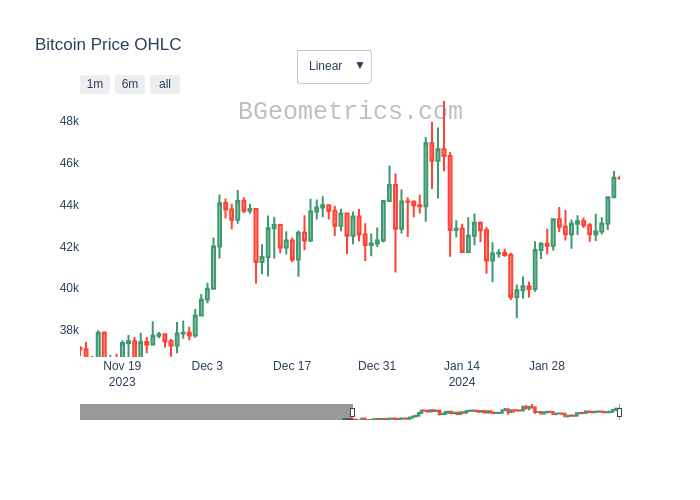 Bitcoin Price OHLC
Linear ▼
1m 6m all
BGeometrics.com
48k
46k
44k
42k
40k
38k
Nov 19 Dec 3 Dec 17 Dec 31 Jan 14 Jan 28
2023 2024